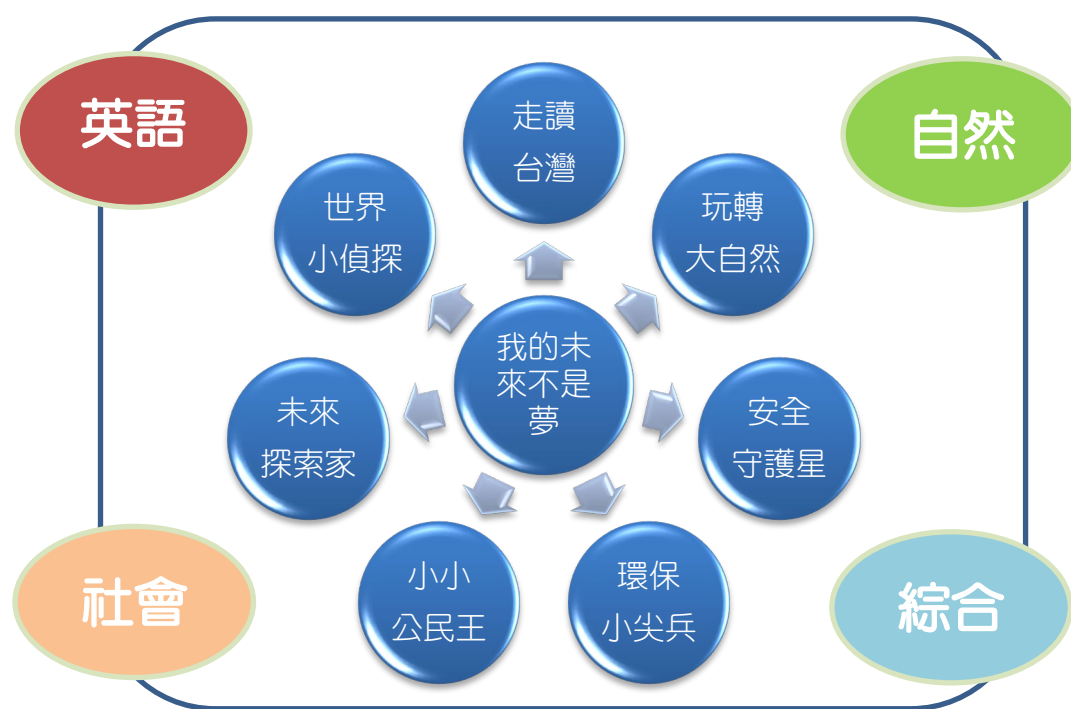 英語
自然
走讀
台灣
世界
小偵探
玩轉
大自然
我的未
來不是
夢
未來
探索家
安全
守護星
小小
公民王
環保
小尖兵
社會
綜合